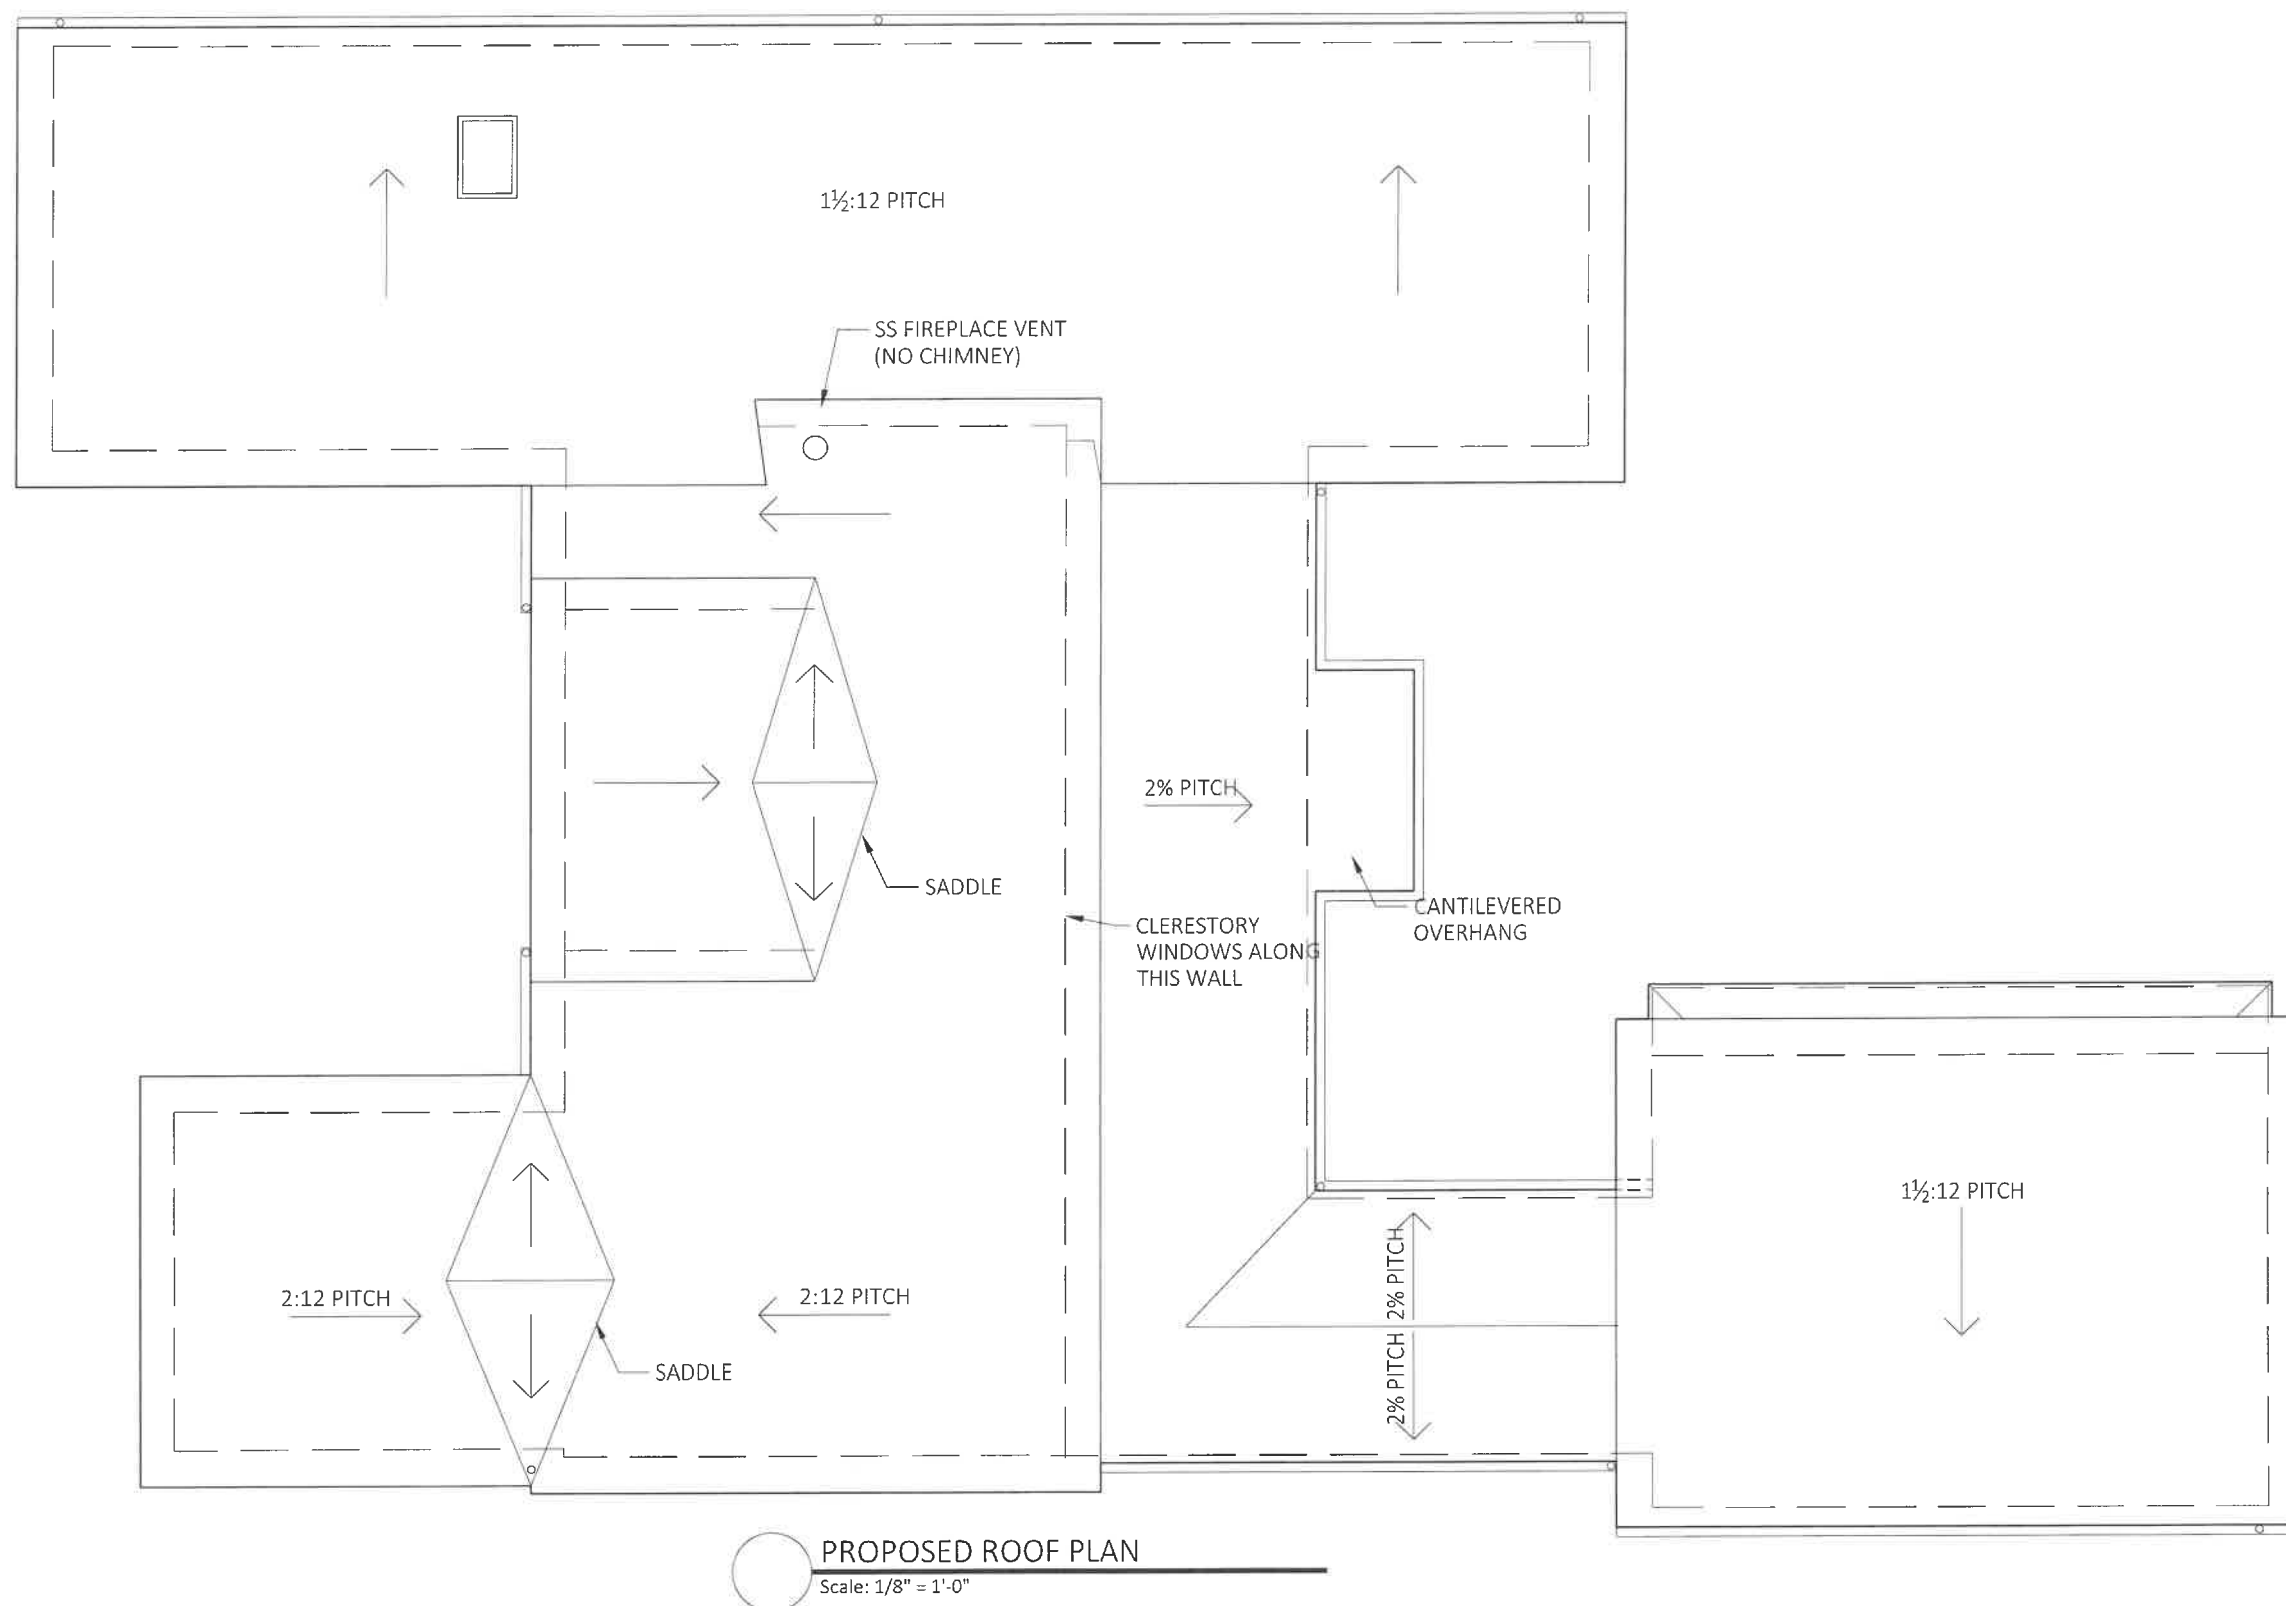 1½:12 PITCH
SS FIREPLACE VENT
(NO CHIMNEY)
2% PITCH
SADDLE
CLERESTORY
WINDOWS ALONG
THIS WALL
CANTILEVERED
OVERHANG
1½:12 PITCH
2% PITCH
2% PITCH
2:12 PITCH
2:12 PITCH
SADDLE
PROPOSED ROOF PLAN
Scale: 1/8" = 1'-0"